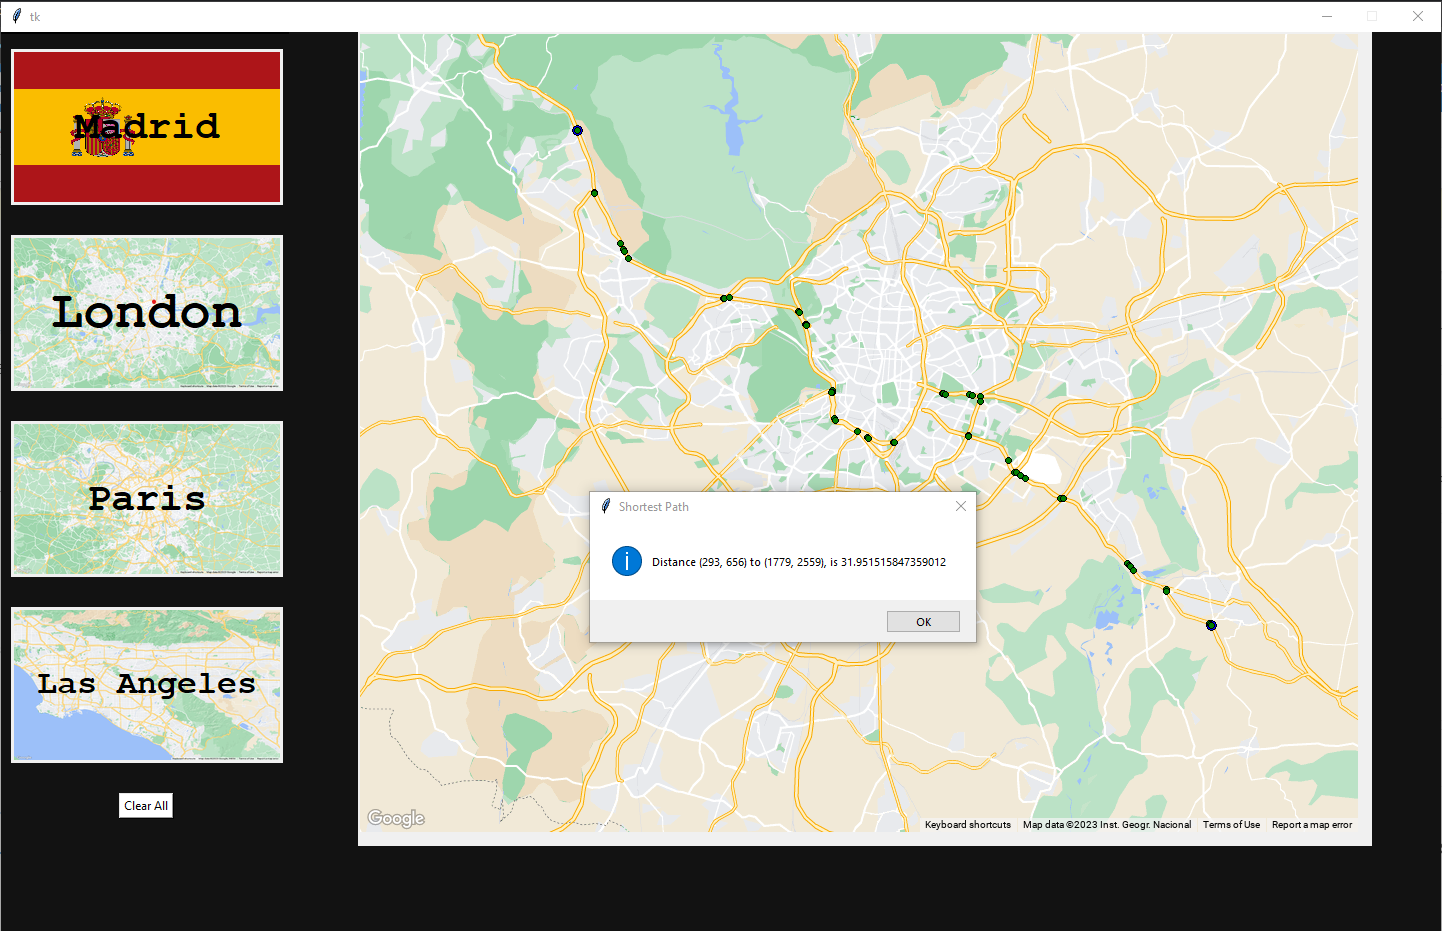 tk
Madrid
London
Paris
Las Angeles
Clear All
Shortest Path
Distance (293, 656) to (1779, 2559), is 31.951515847359012
OK
Google
Keyboard shortcuts Map data ©2023 Inst. Geogr. Nacional Terms of Use Report a map error